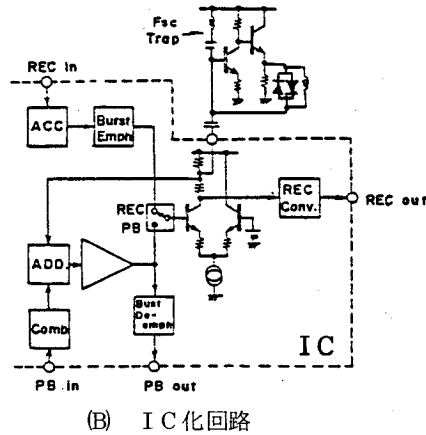 Fsc
Trap
REC in
ACC
Burst
Emph
REC
PB
REC
Conv.
REC out
ADD.
Bust
De-
emph
Comb
IC
PB in
PB out
(B) IC化回路